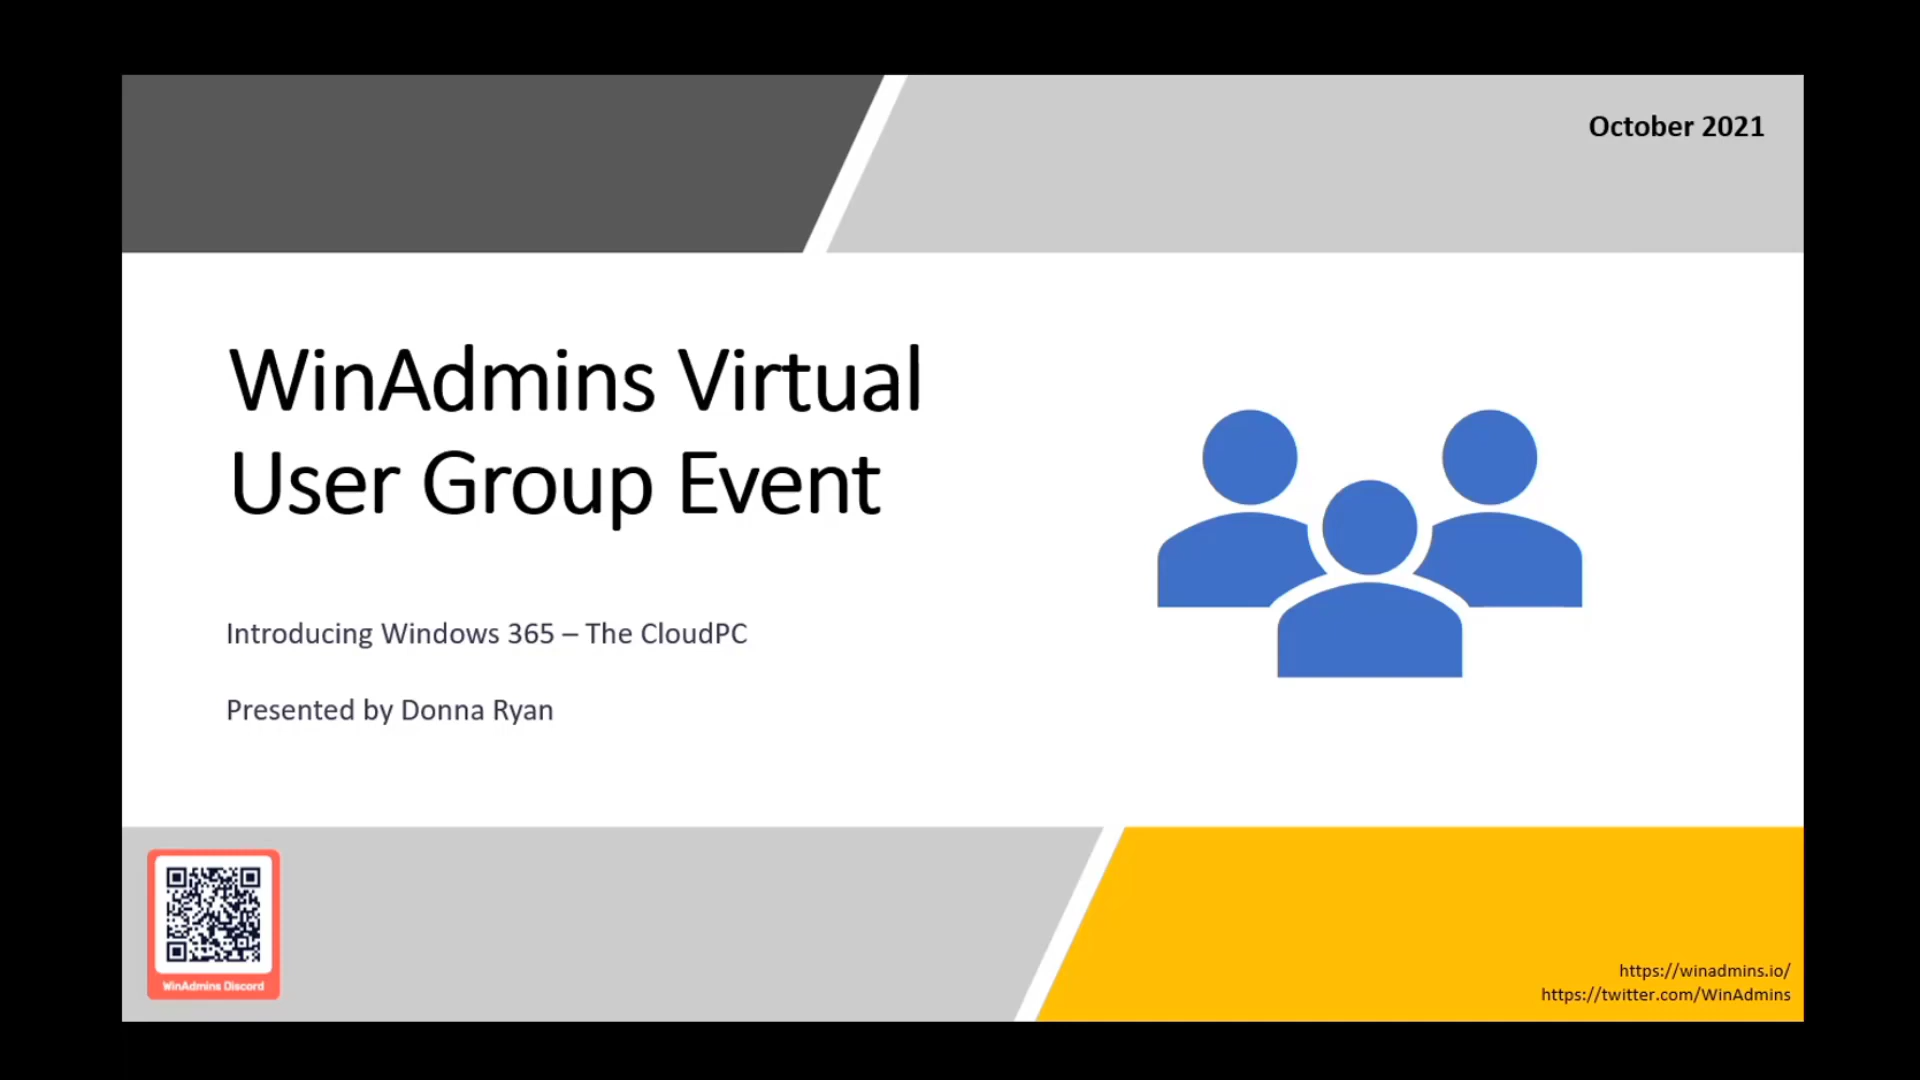 October 2021
WinAdmins Virtual
User Group Event
Introducing Windows 365 – The CloudPC
Presented by Donna Ryan
WinAdmins Discord
https://winadmins.io/
https://twitter.com/WinAdmins